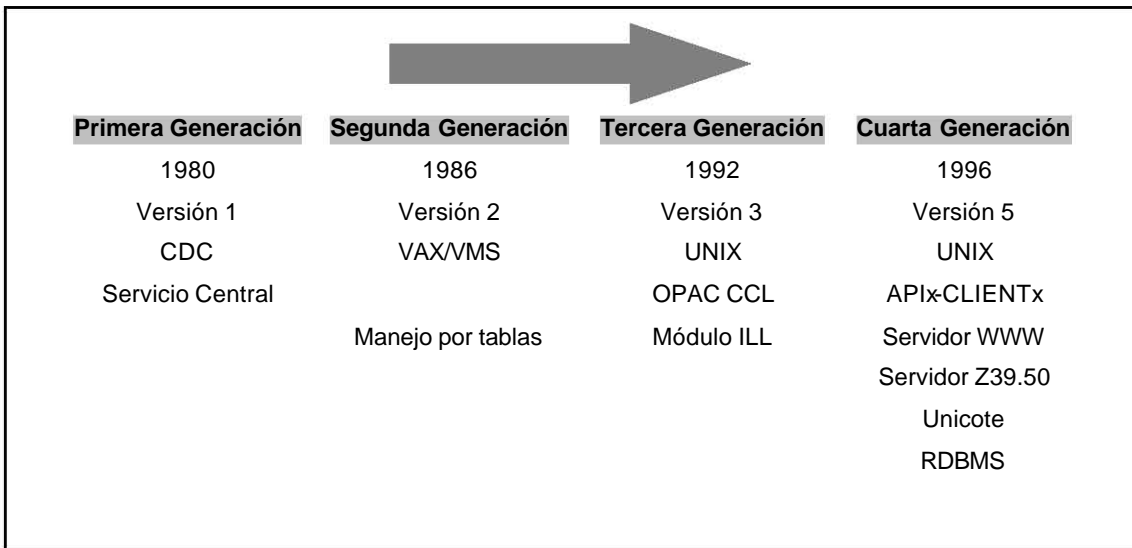 Primera Generación
1980
Versión 1
CDC
Servicio Central
Segunda Generación
1986
Versión 2
VAX/VMS
Manejo por tablas
Tercera Generación
1992
Versión 3
UNIX
OPAC CCL
Módulo ILL
Cuarta Generación
1996
Versión 5
UNIX
APIx-CLIENTx
Servidor WWW
Servidor Z39.50
Unicote
RDBMS